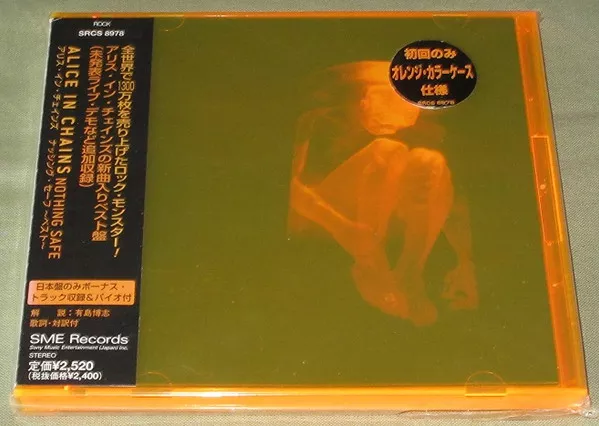 ROCK
SRCS 8978
全世界で1300万枚を売り上げたロック・モンスター!
アリス・イン・チェインズの新曲入りベスト盤
(未発表ライブ・デモなど追加収録)
ALICE IN CHAINS NOTHING SAFE
アリス・イン・チェインズ ナッシング・セーフ 〜ベスト〜
日本盤のみボーナス・
トラック収録&バイオ付
解 説:有島博志
歌詞・対訳付
SME Records
Sony Music Entertainment (Japan) Inc.
STEREO
定価¥2,520
(税抜価格¥2,400)
初回のみ
オレンジ・カラーケース
仕様
SRCS 8978